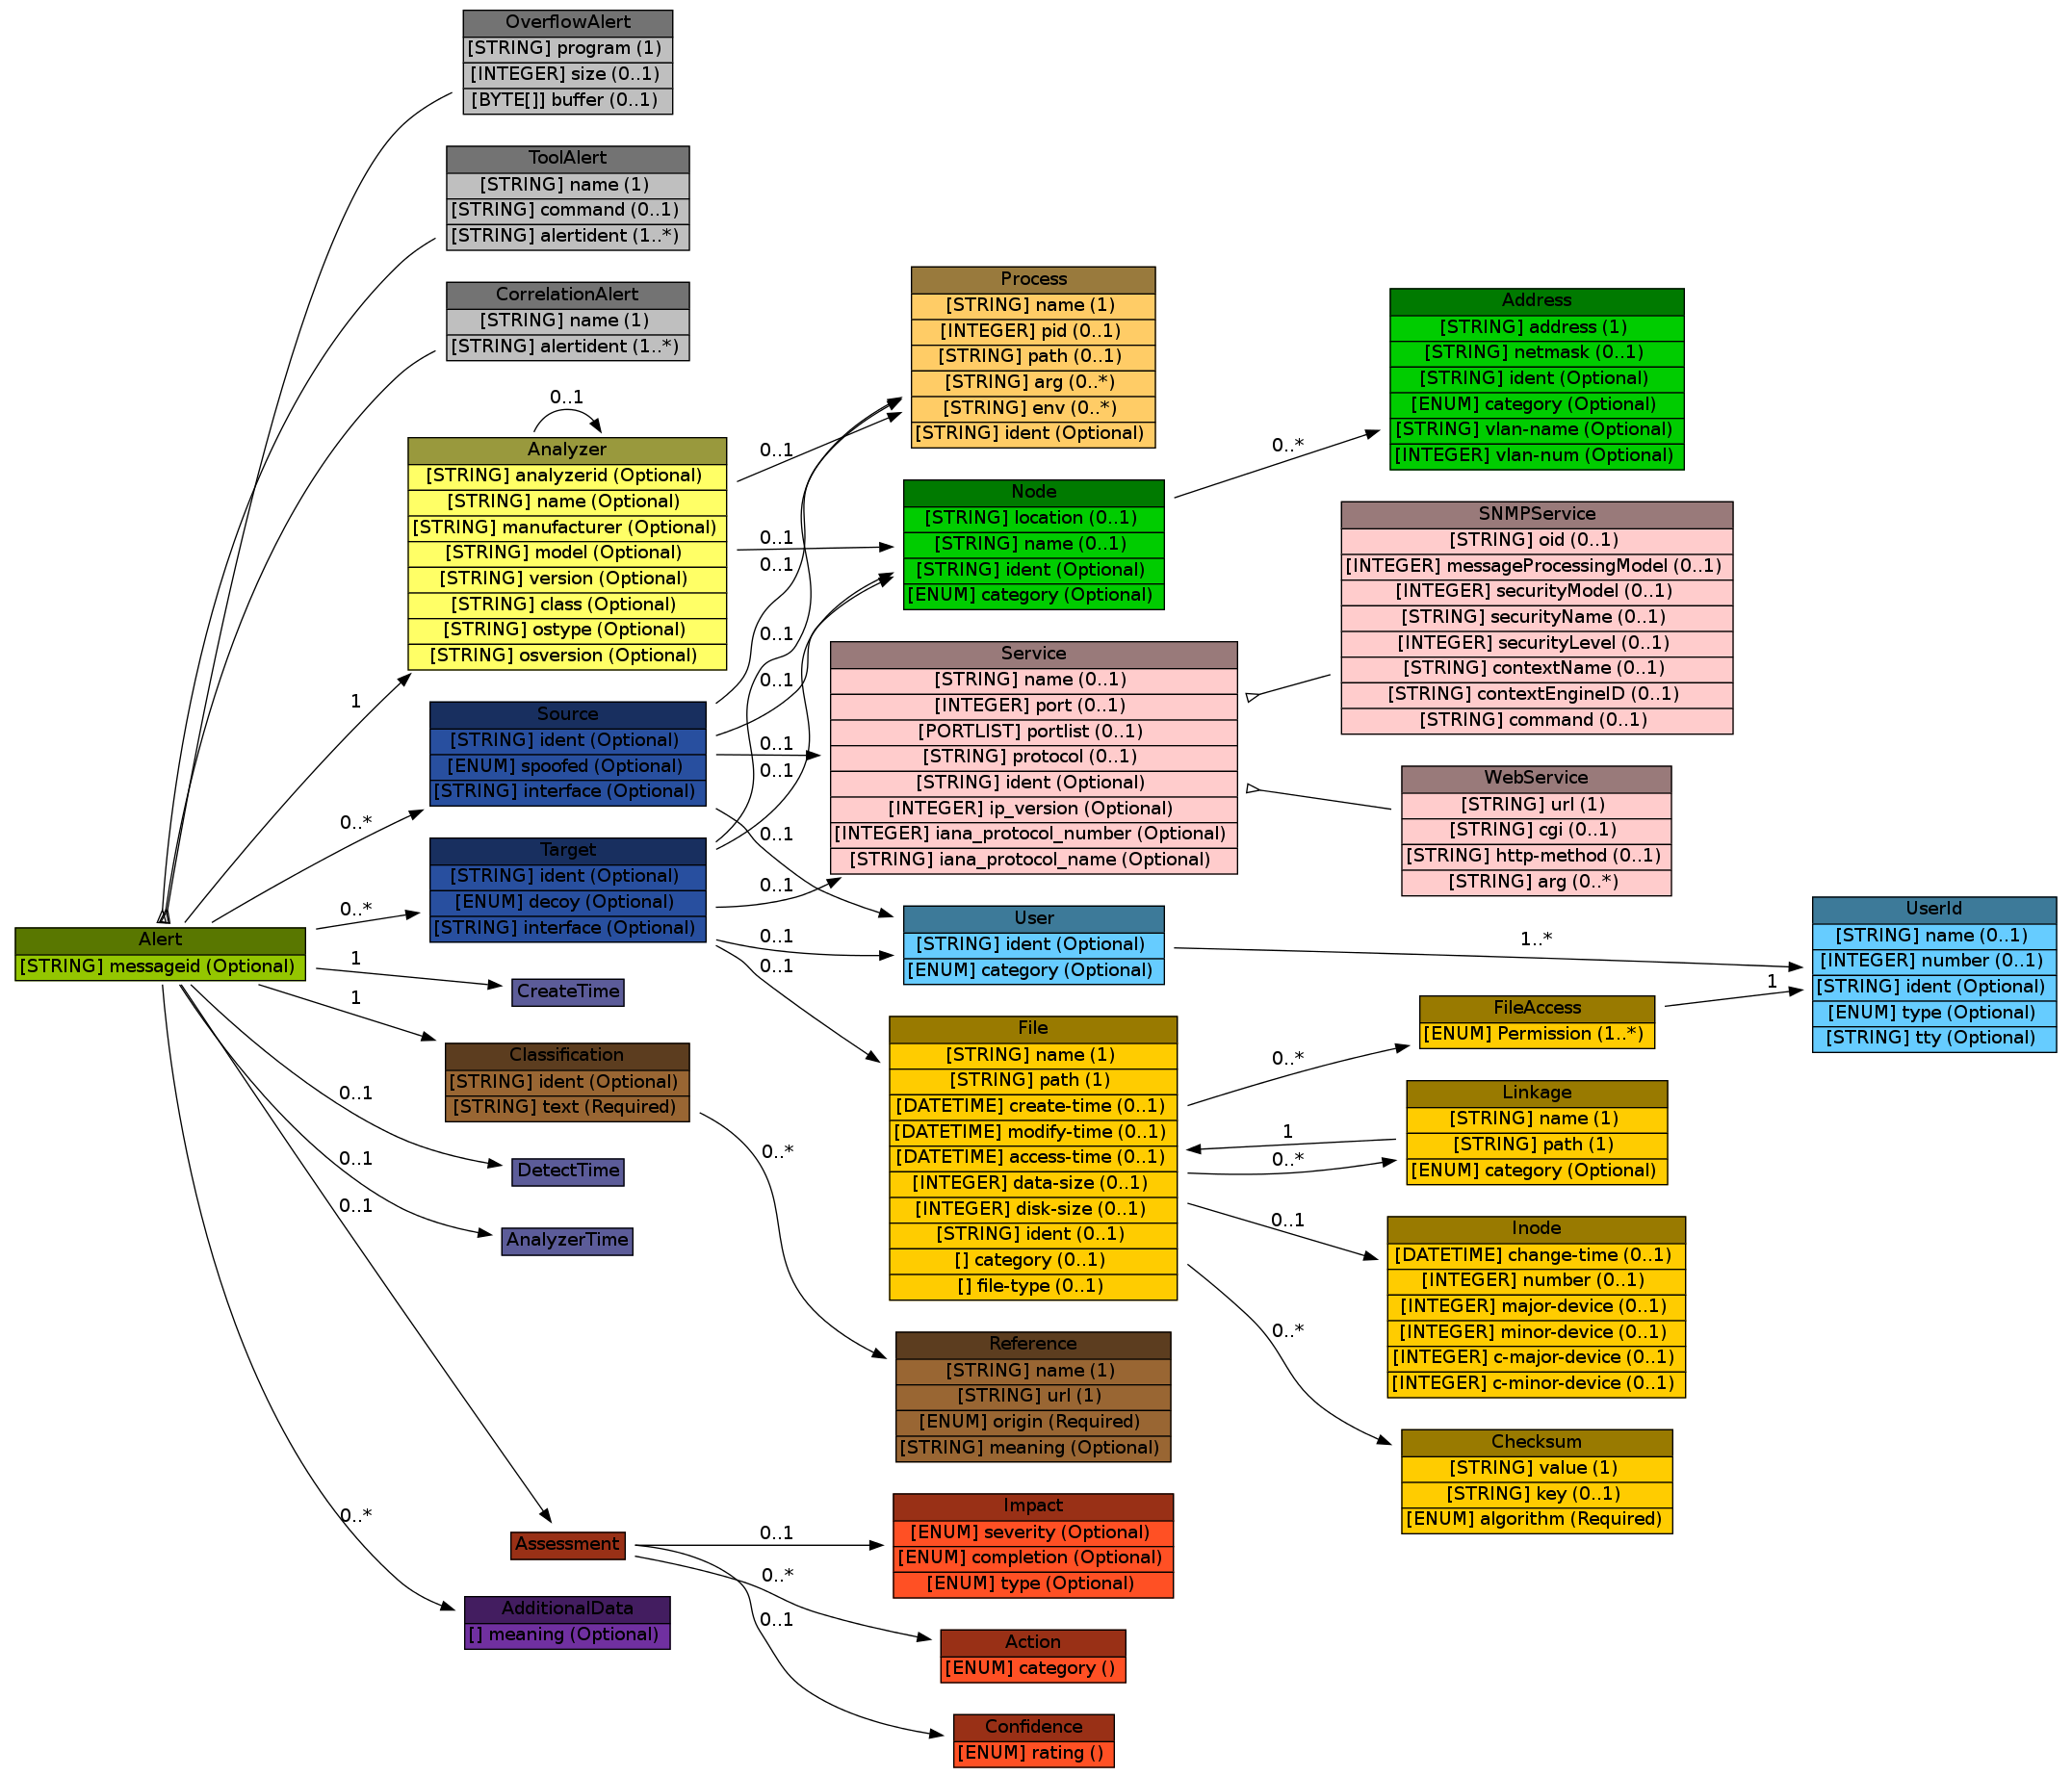 OverflowAlert
[STRING] program (1)
[INTEGER] size (0..1)
[BYTE[]] buffer (0..1)
ToolAlert
[STRING] name (1)
[STRING] command (0..1)
[STRING] alertident (1..*)
CorrelationAlert
[STRING] name (1)
[STRING] alertident (1..*)
0..1
Analyzer
[STRING] analyzerid (Optional)
[STRING] name (Optional)
[STRING] manufacturer (Optional)
[STRING] model (Optional)
[STRING] version (Optional)
[STRING] class (Optional)
[STRING] ostype (Optional)
[STRING] osversion (Optional)
1
Source
[STRING] ident (Optional)
[ENUM] spoofed (Optional)
[STRING] interface (Optional)
0..*
Target
[STRING] ident (Optional)
[ENUM] decoy (Optional)
[STRING] interface (Optional)
0..*
Alert
[STRING] messageid (Optional)
1
CreateTime
1
Classification
[STRING] ident (Optional)
[STRING] text (Required)
0..1
DetectTime
0..1
AnalyzerTime
0..1
Assessment
0..*
AdditionalData
[] meaning (Optional)
0..1
0..1
0..1
0..1
0..1
0..1
0..1
0..1
0..1
0..1
0..1
0..*
0..1
0..*
0..1
Process
[STRING] name (1)
[INTEGER] pid (0..1)
[STRING] path (0..1)
[STRING] arg (0..*)
[STRING] env (0..*)
[STRING] ident (Optional)
Node
[STRING] location (0..1)
[STRING] name (0..1)
[STRING] ident (Optional)
[ENUM] category (Optional)
Service
[STRING] name (0..1)
[INTEGER] port (0..1)
[PORTLIST] portlist (0..1)
[STRING] protocol (0..1)
[STRING] ident (Optional)
[INTEGER] ip_version (Optional)
[INTEGER] iana_protocol_number (Optional)
[STRING] iana_protocol_name (Optional)
User
[STRING] ident (Optional)
[ENUM] category (Optional)
File
[STRING] name (1)
[STRING] path (1)
[DATETIME] create-time (0..1)
[DATETIME] modify-time (0..1)
[DATETIME] access-time (0..1)
[INTEGER] data-size (0..1)
[INTEGER] disk-size (0..1)
[STRING] ident (0..1)
[] category (0..1)
[] file-type (0..1)
Reference
[STRING] name (1)
[STRING] url (1)
[ENUM] origin (Required)
[STRING] meaning (Optional)
Impact
[ENUM] severity (Optional)
[ENUM] completion (Optional)
[ENUM] type (Optional)
Action
[ENUM] category ()
Confidence
[ENUM] rating ()
0..*
1..*
0..*
1
0..*
0..1
0..*
Address
[STRING] address (1)
[STRING] netmask (0..1)
[STRING] ident (Optional)
[ENUM] category (Optional)
[STRING] vlan-name (Optional)
[INTEGER] vlan-num (Optional)
SNMPService
[STRING] oid (0..1)
[INTEGER] messageProcessingModel (0..1)
[INTEGER] securityModel (0..1)
[STRING] securityName (0..1)
[INTEGER] securityLevel (0..1)
[STRING] contextName (0..1)
[STRING] contextEngineID (0..1)
[STRING] command (0..1)
WebService
[STRING] url (1)
[STRING] cgi (0..1)
[STRING] http-method (0..1)
[STRING] arg (0..*)
FileAccess
[ENUM] Permission (1..*)
1
Linkage
[STRING] name (1)
[STRING] path (1)
[ENUM] category (Optional)
Inode
[DATETIME] change-time (0..1)
[INTEGER] number (0..1)
[INTEGER] major-device (0..1)
[INTEGER] minor-device (0..1)
[INTEGER] c-major-device (0..1)
[INTEGER] c-minor-device (0..1)
Checksum
[STRING] value (1)
[STRING] key (0..1)
[ENUM] algorithm (Required)
UserId
[STRING] name (0..1)
[INTEGER] number (0..1)
[STRING] ident (Optional)
[ENUM] type (Optional)
[STRING] tty (Optional)